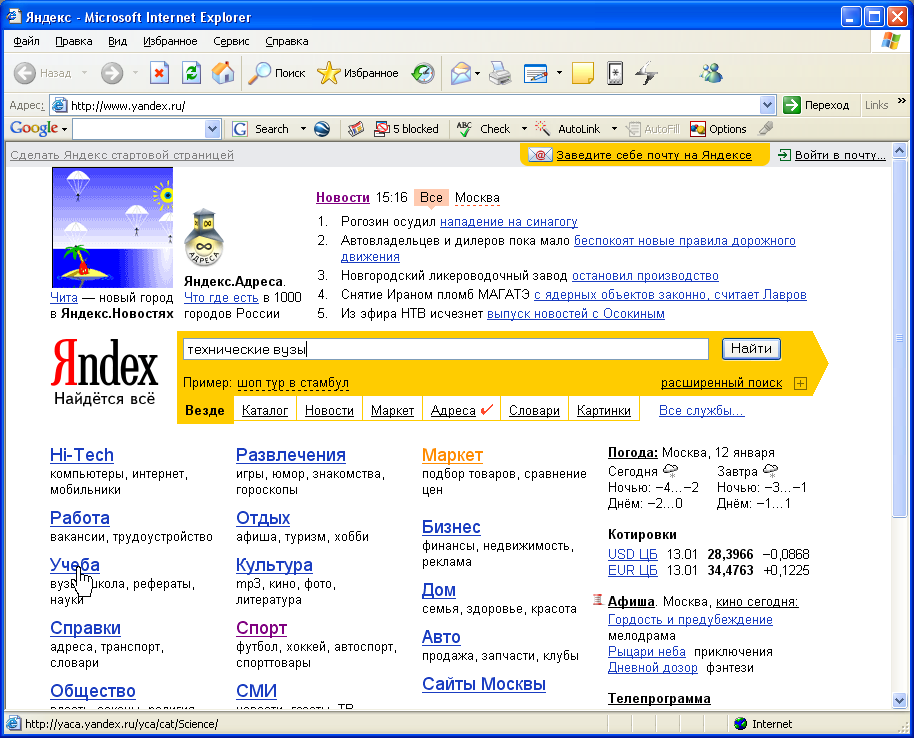 Яндекс - Microsoft Internet Explorer
Файл Правка Вид Избранное Сервис Справка
Назад Поиск Избранное
Адрес: http://www.yandex.ru/ Переход Links »
Google Search 5 blocked ABC Check AutoLink AutoFill Options
Сделать Яндекс стартовой страницей @ Заведите себе почту на Яндексе Войти в почту...
Новости 15:16 Все Москва
1. Рогозин осудил нападение на синагогу
2. Автовладельцев и дилеров пока мало беспокоят новые правила дорожного
движения
3. Новгородский ликероводочный завод остановил производство
4. Снятие Ираном пломб МАГАТЭ с ядерных объектов законно, считает Лавров
5. Из эфира НТВ исчезнет выпуск новостей с Осокиным
Чита — новый город
в Яндекс.Новостях
АДРЕСА
Яндекс.Адреса.
Что где есть в 1000
городов России
Яndex
Найдётся всё
технические вузы Найти
Пример: шоп тур в стамбул расширенный поиск
Везде Каталог Новости Маркет Адреса Словари Картинки Все службы...
Hi-Tech
компьютеры, интернет,
мобильники
Работа
вакансии, трудоустройство
Учеба
вузы, школа, рефераты,
науки
Справки
адреса, транспорт,
словари
Общество
власть, законы, религия
Развлечения
игры, юмор, знакомства,
гороскопы
Отдых
афиша, туризм, хобби
Культура
mp3, кино, фото,
литература
Спорт
футбол, хоккей, автоспорт,
спорттовары
СМИ
новости, газеты, ТВ
Маркет
подбор товаров, сравнение
цен
Бизнес
финансы, недвижимость,
реклама
Дом
семья, здоровье, красота
Авто
продажа, запчасти, клубы
Сайты Москвы
Погода: Москва, 12 января
Сегодня Завтра
Ночью: −4...−2 Ночью: −3...−1
Днём: −2...0 Днём: −1...1
Котировки
USD ЦБ 13.01 28,3966 −0,0868
EUR ЦБ 13.01 34,4763 +0,1225
Афиша. Москва, кино сегодня:
Гордость и предубеждение
мелодрама
Рыцари неба приключения
Дневной дозор фэнтези
Телепрограмма
http://yaca.yandex.ru/yca/cat/Science/ Internet